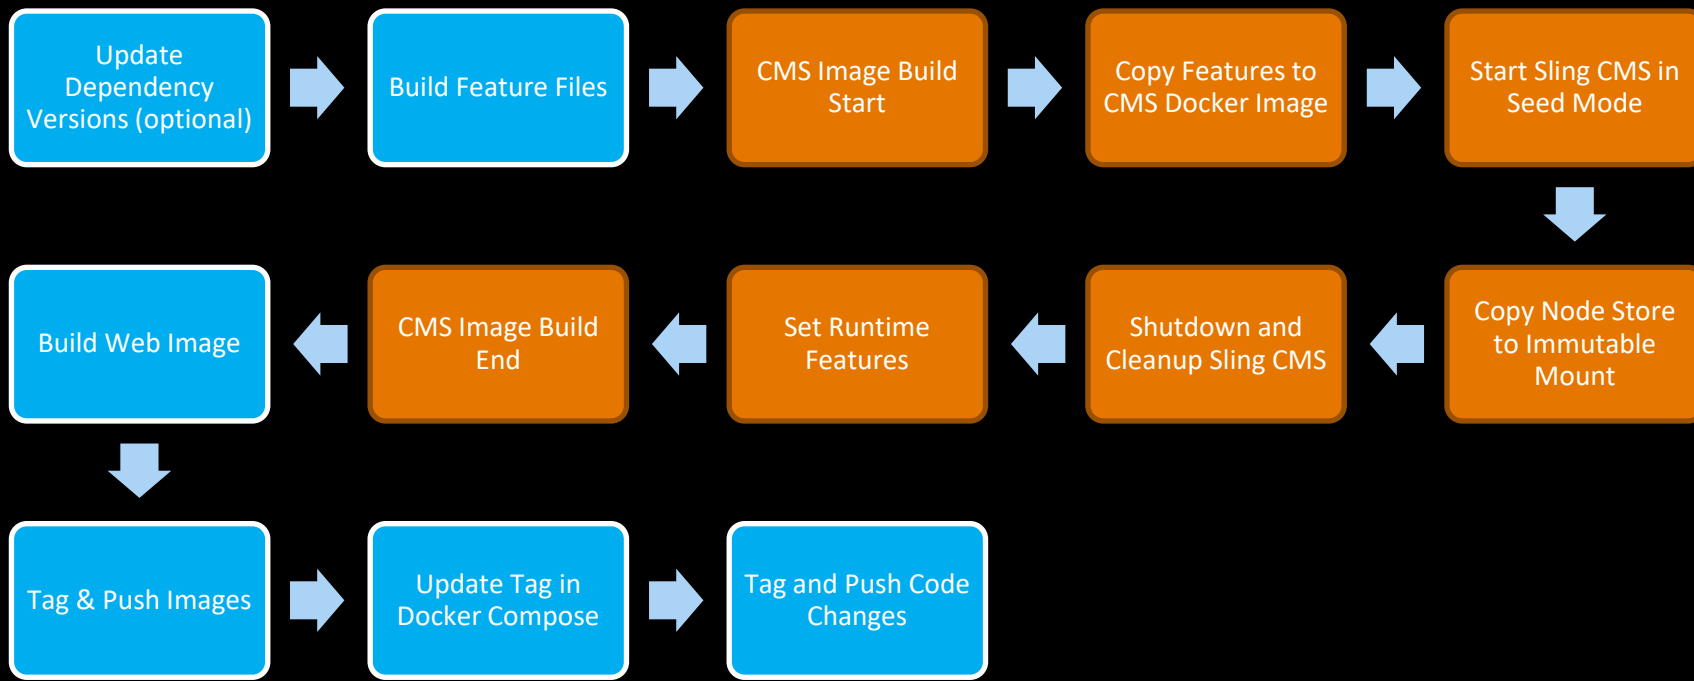 Update
Dependency
Versions (optional)
Build Feature Files
CMS Image Build
Start
Copy Features to
CMS Docker Image
Start Sling CMS in
Seed Mode
Copy Node Store
to Immutable
Mount
Shutdown and
Cleanup Sling CMS
Set Runtime
Features
CMS Image Build
End
Build Web Image
Tag & Push Images
Update Tag in
Docker Compose
Tag and Push Code
Changes